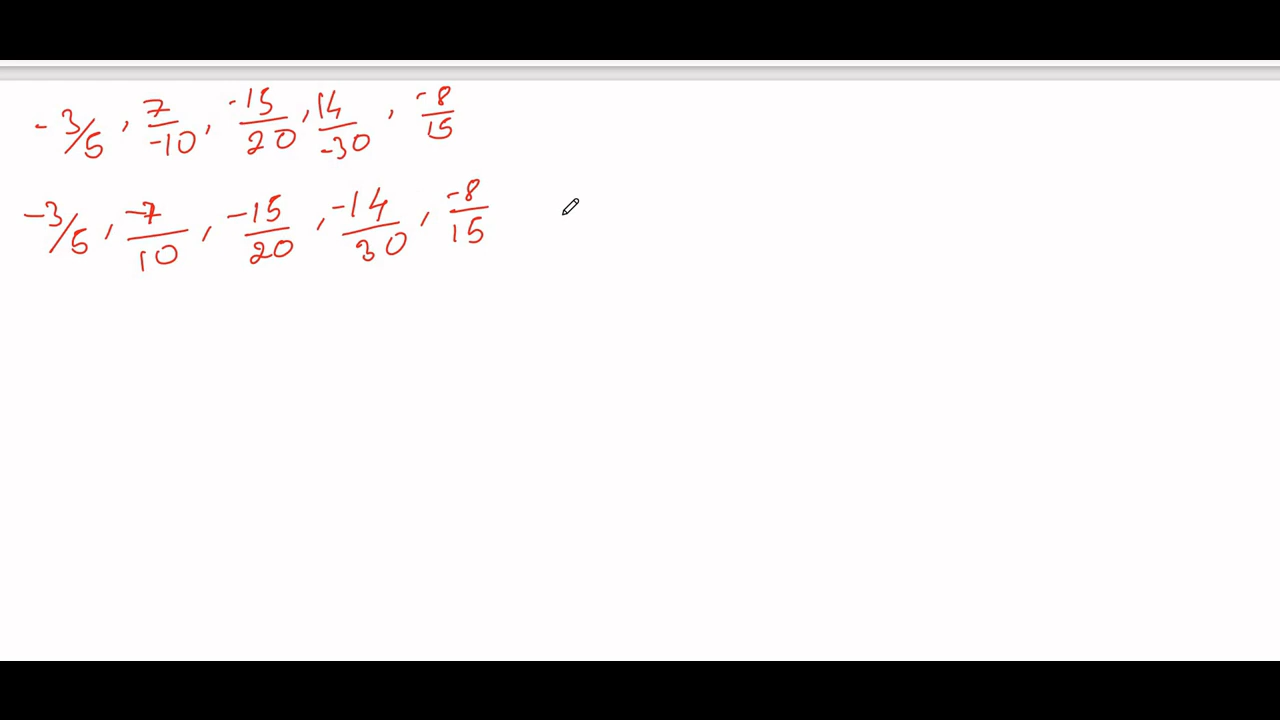 -3/5 , 7/-10 , -15/20 , 14/-30 , -8/15
-3/5 , -7/10 , -15/20 , -14/30 , -8/15